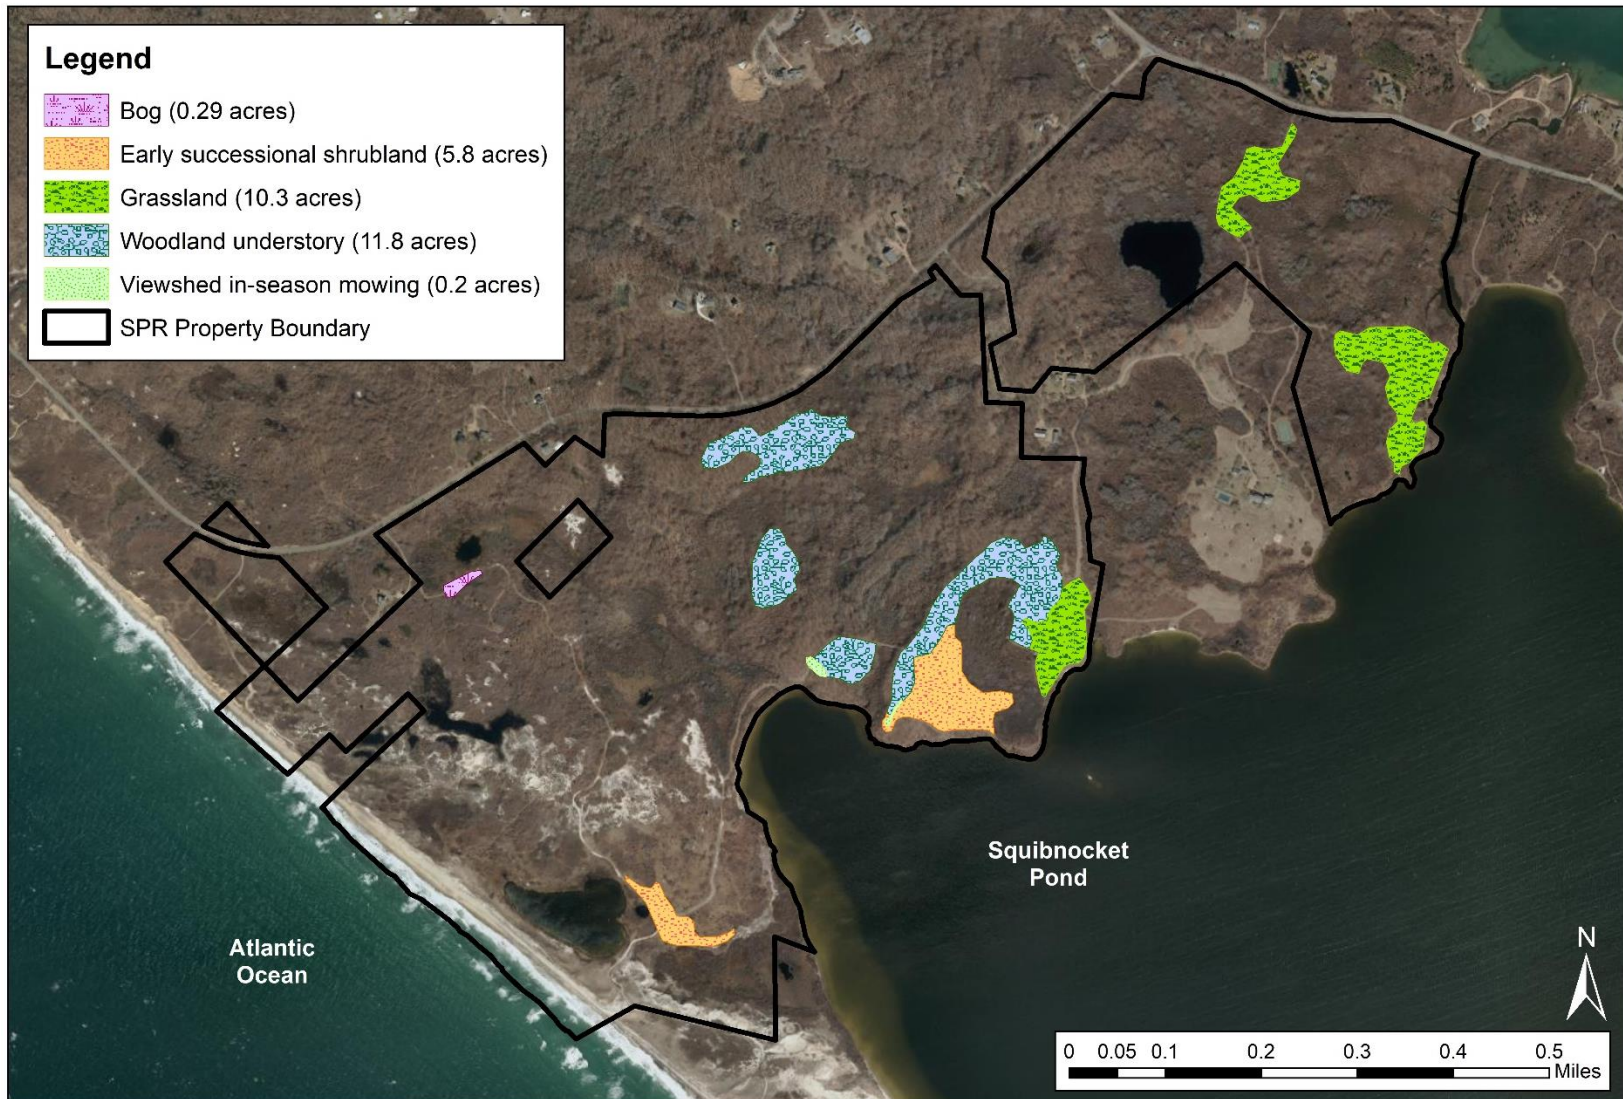 Legend
Bog (0.29 acres)
Early successional shrubland (5.8 acres)
Grassland (10.3 acres)
Woodland understory (11.8 acres)
Viewshed in-season mowing (0.2 acres)
SPR Property Boundary
Squibnocket
Pond
Atlantic
Ocean
N
0 0.05 0.1 0.2 0.3 0.4 0.5
Miles